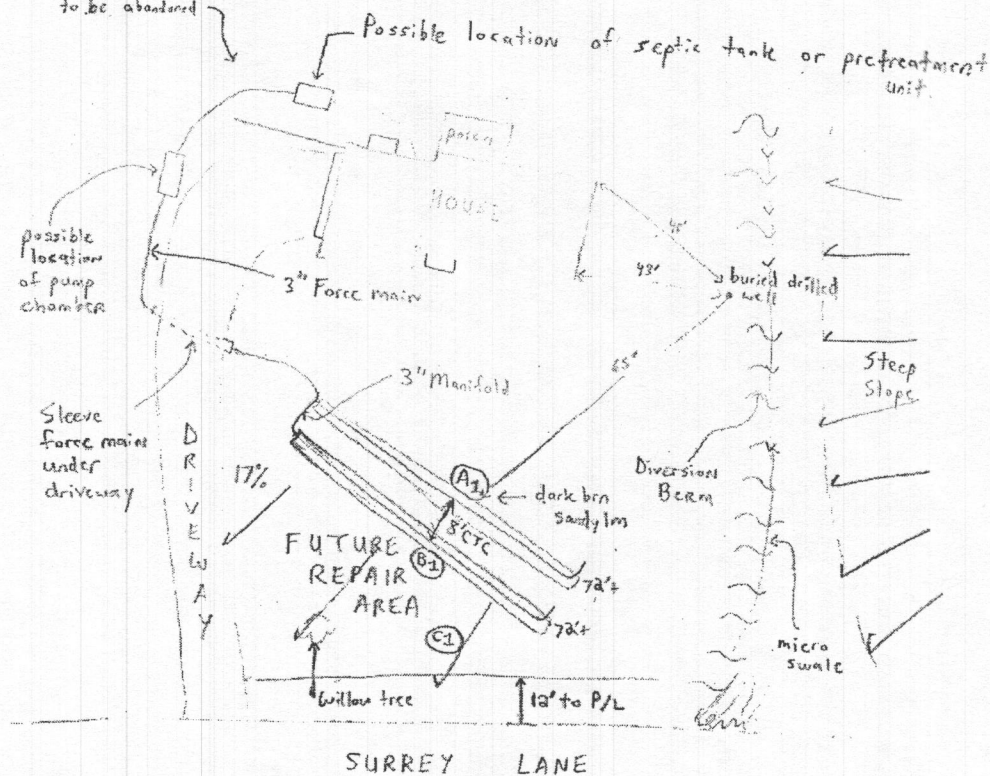 to be abandoned
Possible location of septic tank or pretreatment
unit.
porch
HOUSE
possible
location
of pump
chamber
3" Force main
45'
43'
buried drilled
well
65'
3" Manifold
Steep
Slope
Sleeve
force mains
under
driveway
DRIVEWAY
17%
A1
dark brn
sandy lm
Diversion
Berm
8' CTC
B1
FUTURE
REPAIR
AREA
72'+
72'+
C1
micro
swale
Willow tree
12' to P/L
SURREY LANE